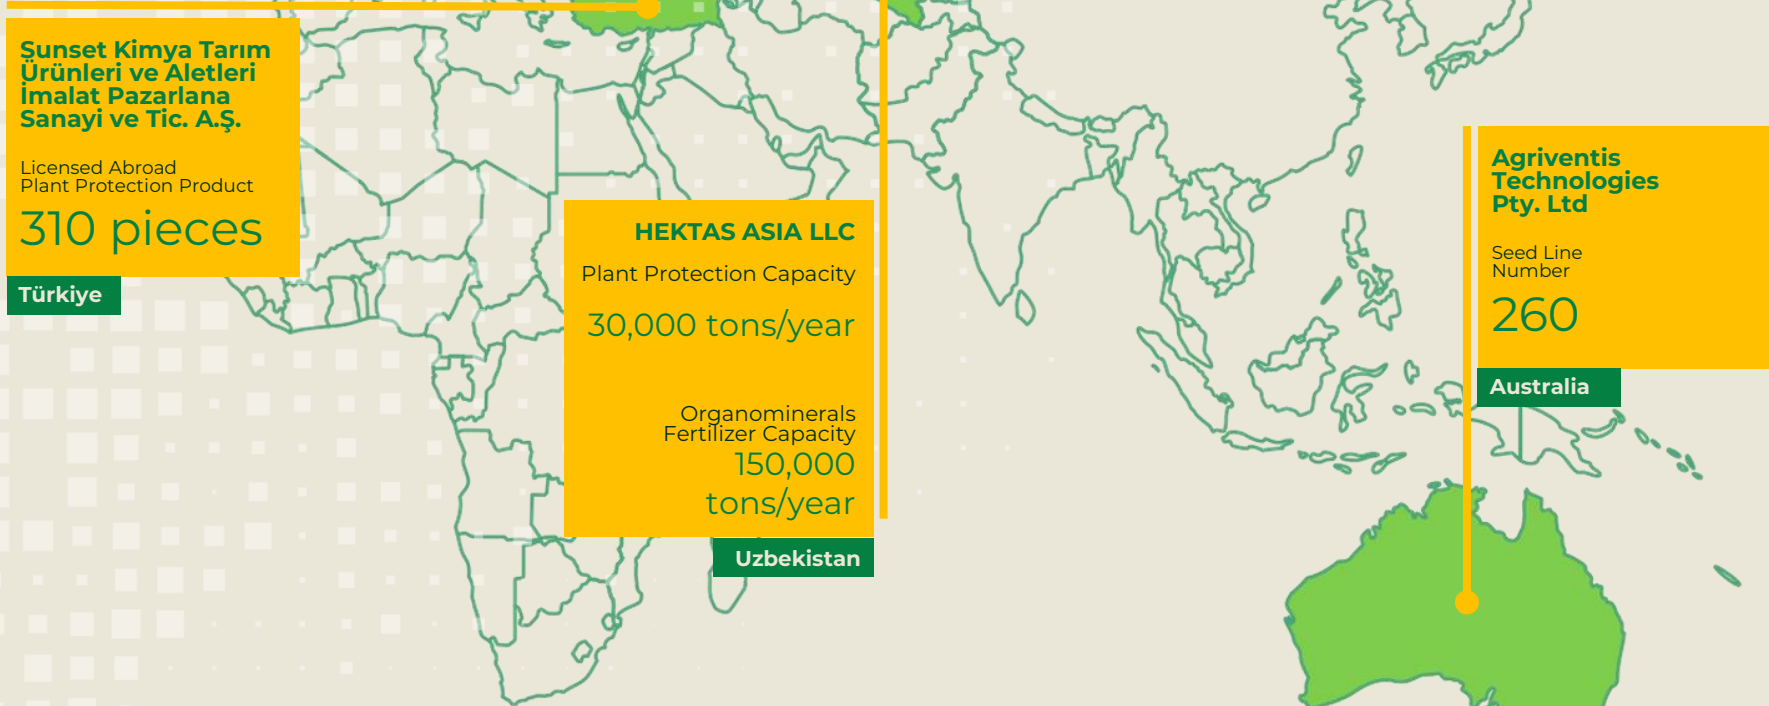 Sunset Kimya Tarım
Ürünleri ve Aletleri
İmalat Pazarlana
Sanayi ve Tic. A.Ş.
Licensed Abroad
Plant Protection Product
310 pieces
Türkiye
HEKTAS ASIA LLC
Plant Protection Capacity
30,000 tons/year
Organominerals
Fertilizer Capacity
150,000
tons/year
Uzbekistan
Agriventis
Technologies
Pty. Ltd
Seed Line
Number
260
Australia